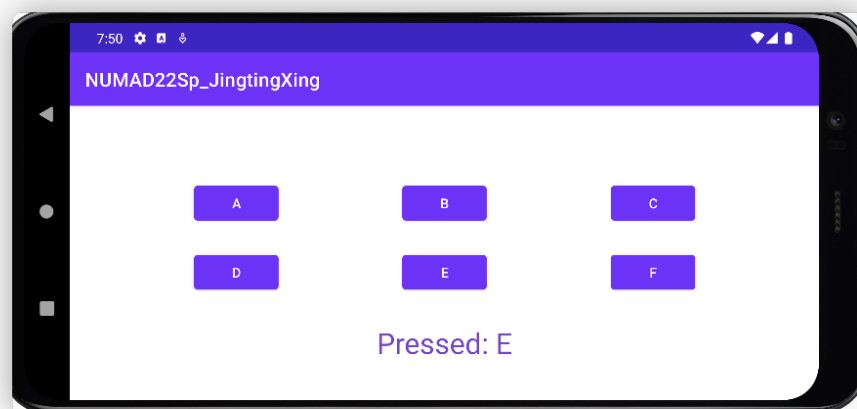 7:50
NUMAD22Sp_JingtingXing
A B C
D E F
Pressed: E